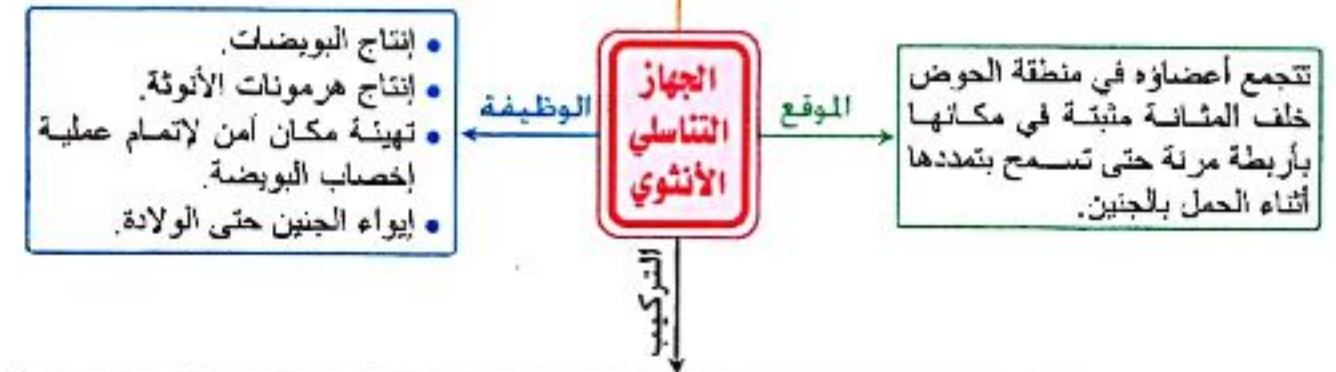 الجهاز
التناسلي
الأنثوي
الموقع
تتجمع أعضاؤه في منطقة الحوض
خلف المثانة مثبتة في مكانها
بأربطة مرنة حتى تسمح بتمددها
أثناء الحمل بالجنين.
الوظيفة
• إنتاج البويضات.
• إنتاج هرمونات الأنوثة.
• تهيئة مكان آمن لإتمام عملية
إخصاب البويضة.
• إيواء الجنين حتى الولادة.
التركيب